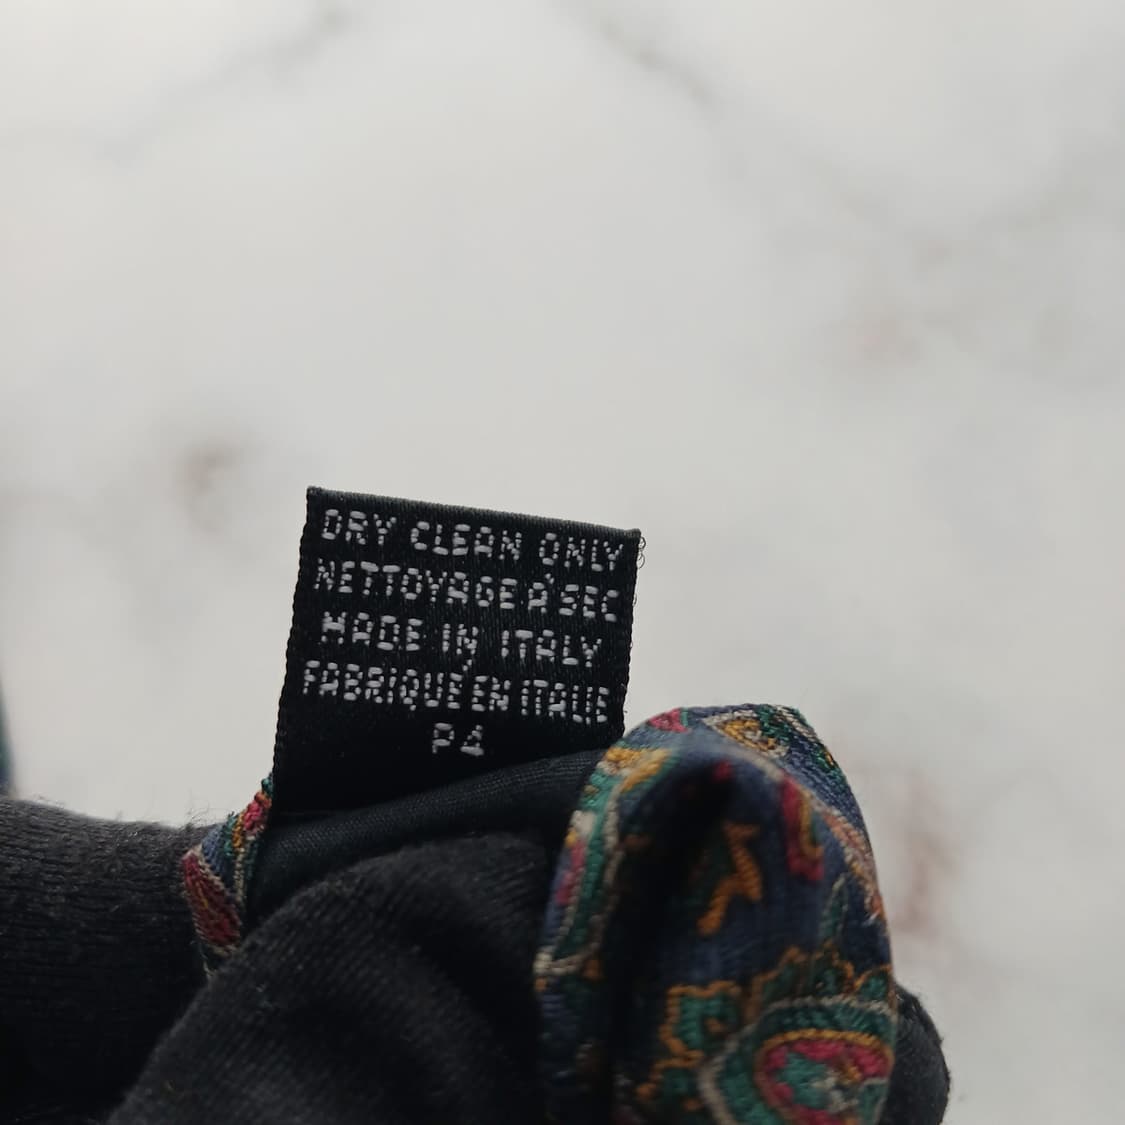 DRY CLEAN ONLY
NETTOYAGE À SEC
MADE IN ITALY
FABRIQUÉ EN ITALIE
P4